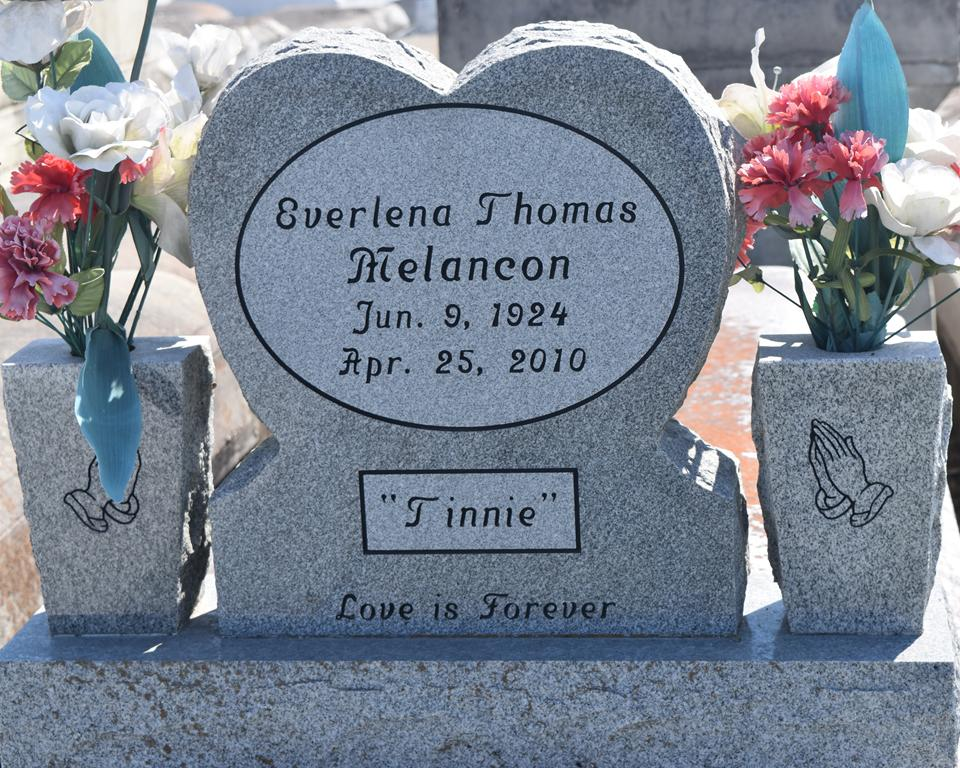 Everlena Thomas
Melancon
Jun. 9, 1924
Apr. 25, 2010
"Tinnie"
Love is Forever